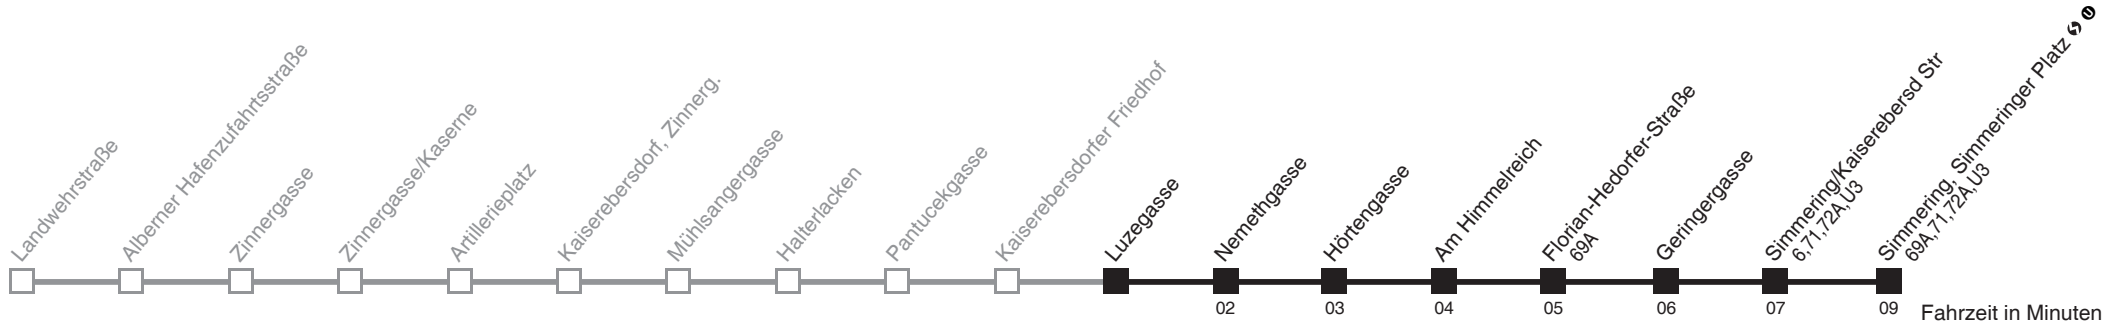 Landwehrstraße
Alberner Hafenzufahrtsstraße
Zinnergasse
Zinnergasse/Kaserne
Artillerieplatz
Kaiserebersdorf, Zinnerg.
Mühlsangergasse
Halterlacken
Pantucekgasse
Kaiserebersdorfer Friedhof
Luzegasse
Nemethgasse
Hörtengasse
Am Himmelreich
Florian-Hedorfer-Straße
69A
Geringergasse
Simmering/Kaiserebersd Str
6,71,72A,U3
Simmering, Simmeringer Platz S U
69A,71,72A,U3
02
03
04
05
06
07
09
Fahrzeit in Minuten